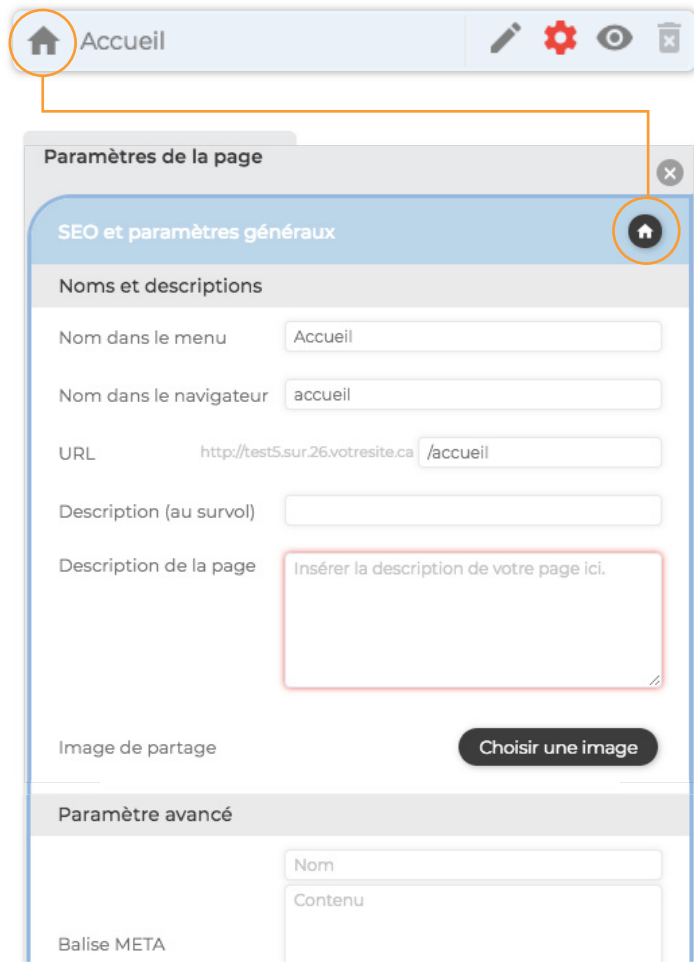 Accueil
Paramètres de la page
SEO et paramètres généraux
Noms et descriptions
Nom dans le menu Accueil
Nom dans le navigateur accueil
URL http://test5.sur.26.votresite.ca /accueil
Description (au survol)
Description de la page Insérer la description de votre page ici.
Image de partage Choisir une image
Paramètre avancé
Nom
Contenu
Balise META